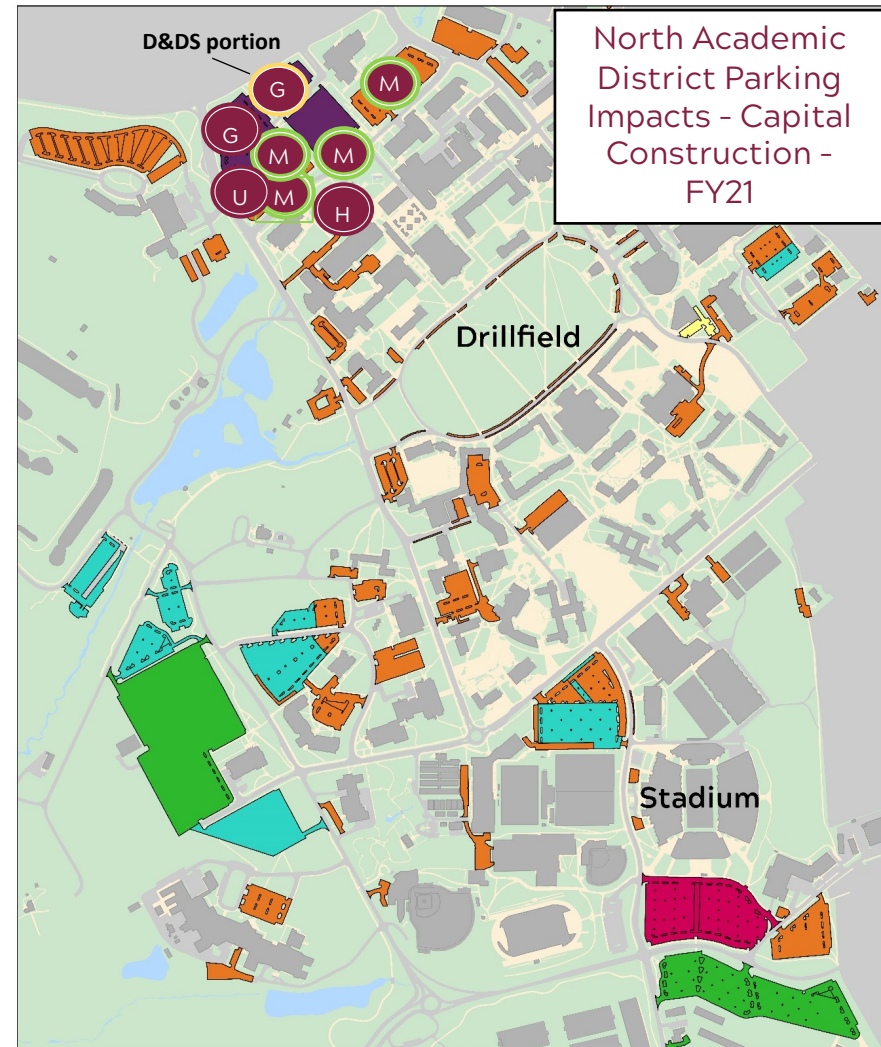 North Academic
District Parking
Impacts - Capital
Construction -
FY21
D&DS portion
G
M
G
M
M
U
M
H
Drillfield
Stadium